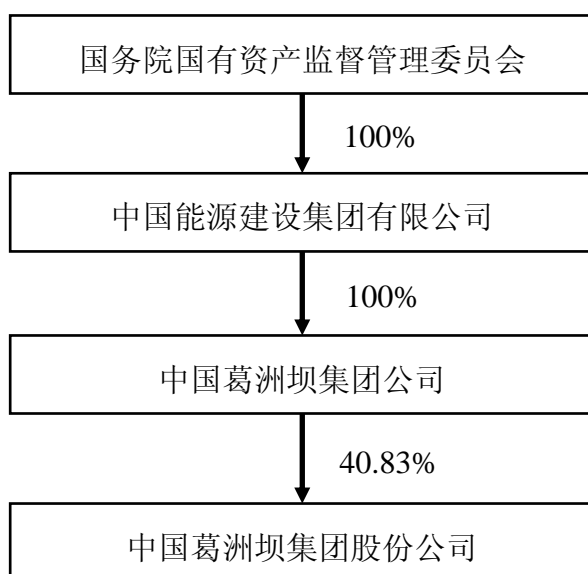 国务院国有资产监督管理委员会
100%
中国能源建设集团有限公司
100%
中国葛洲坝集团公司
40.83%
中国葛洲坝集团股份公司